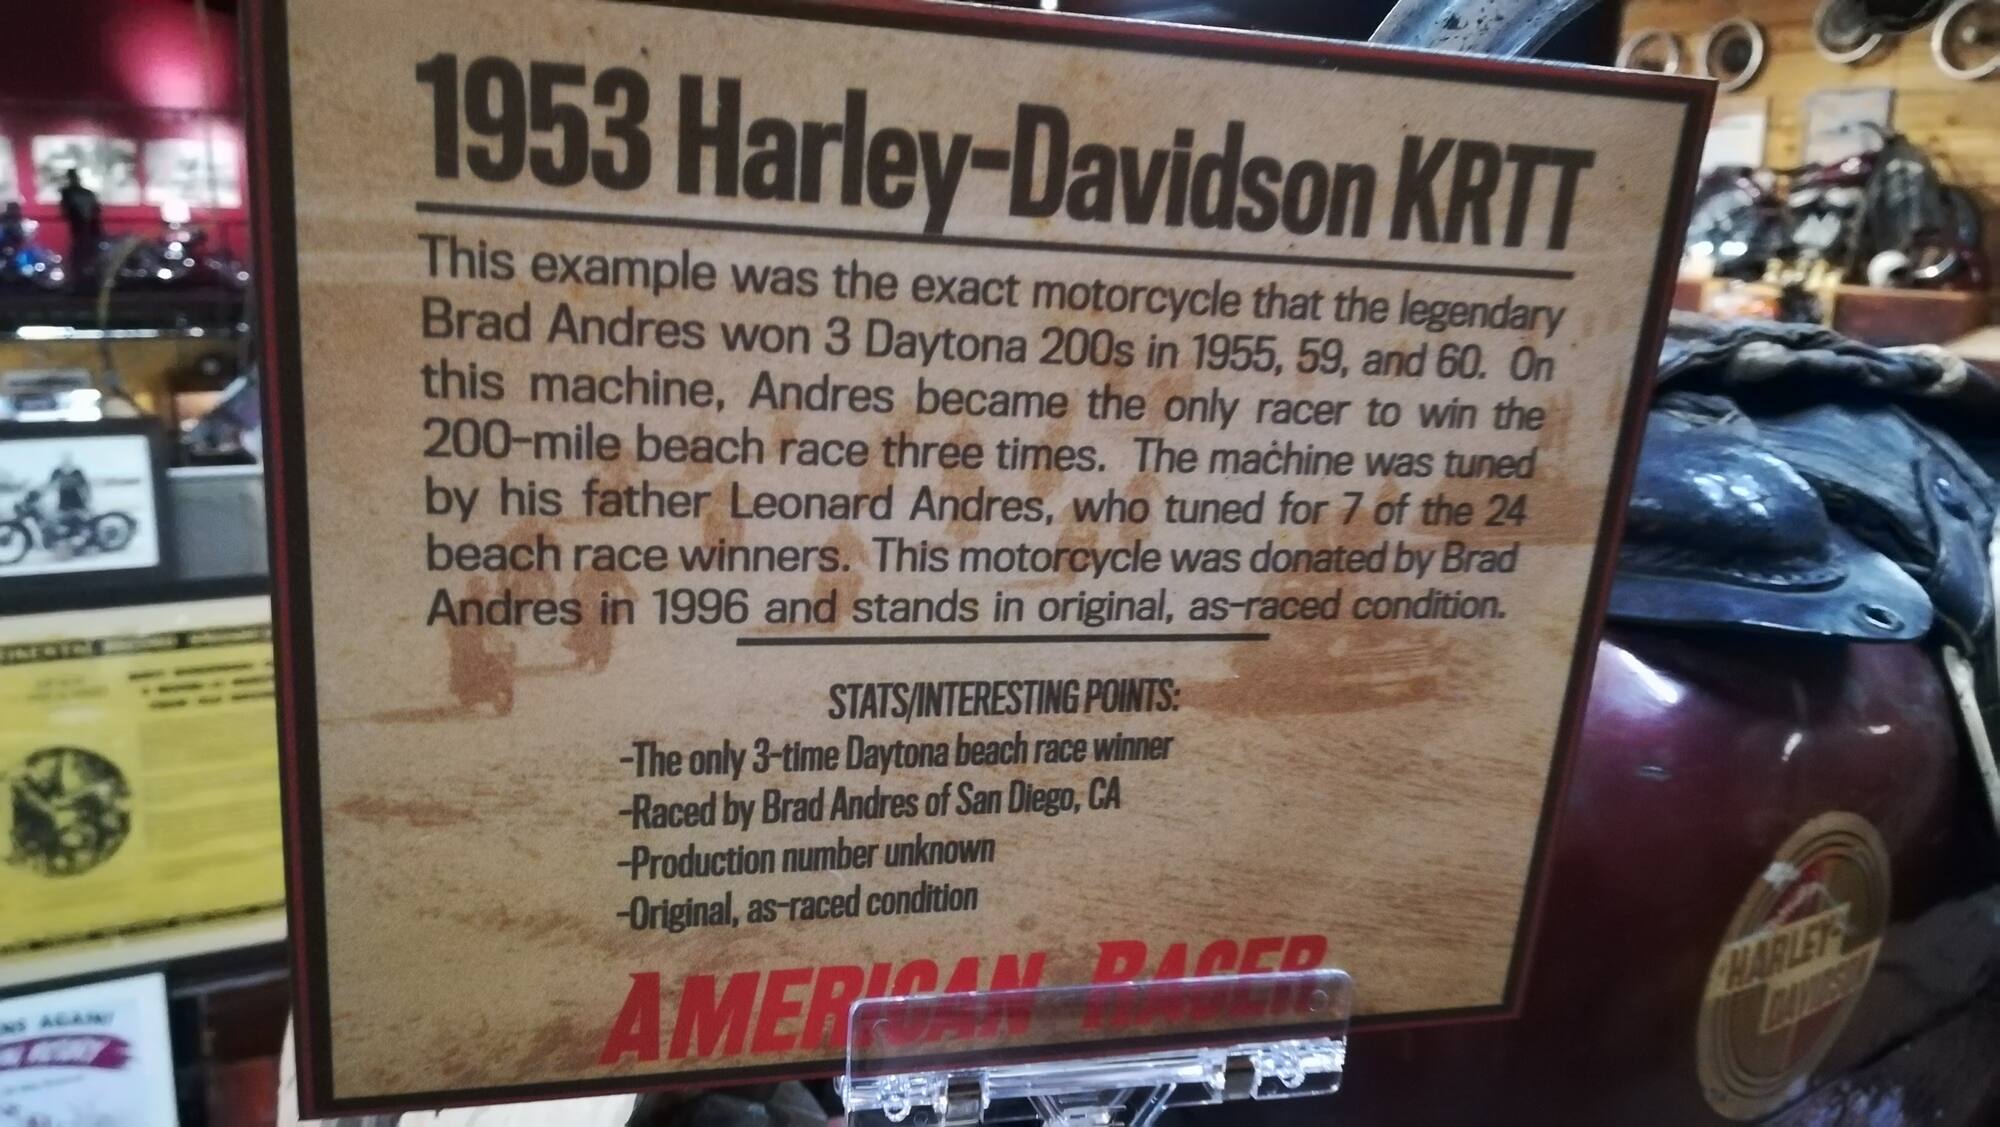 1953 Harley-Davidson KRTT
This example was the exact motorcycle that the legendary
Brad Andres won 3 Daytona 200s in 1955, 59, and 60. On
this machine, Andres became the only racer to win the
200-mile beach race three times. The machine was tuned
by his father Leonard Andres, who tuned for 7 of the 24
beach race winners. This motorcycle was donated by Brad
Andres in 1996 and stands in original, as-raced condition.
STATS/INTERESTING POINTS:
-The only 3-time Daytona beach race winner
-Raced by Brad Andres of San Diego, CA
-Production number unknown
-Original, as-raced condition
AMERICAN RACER
HARLEY-
DAVIDSON
AGAIN!